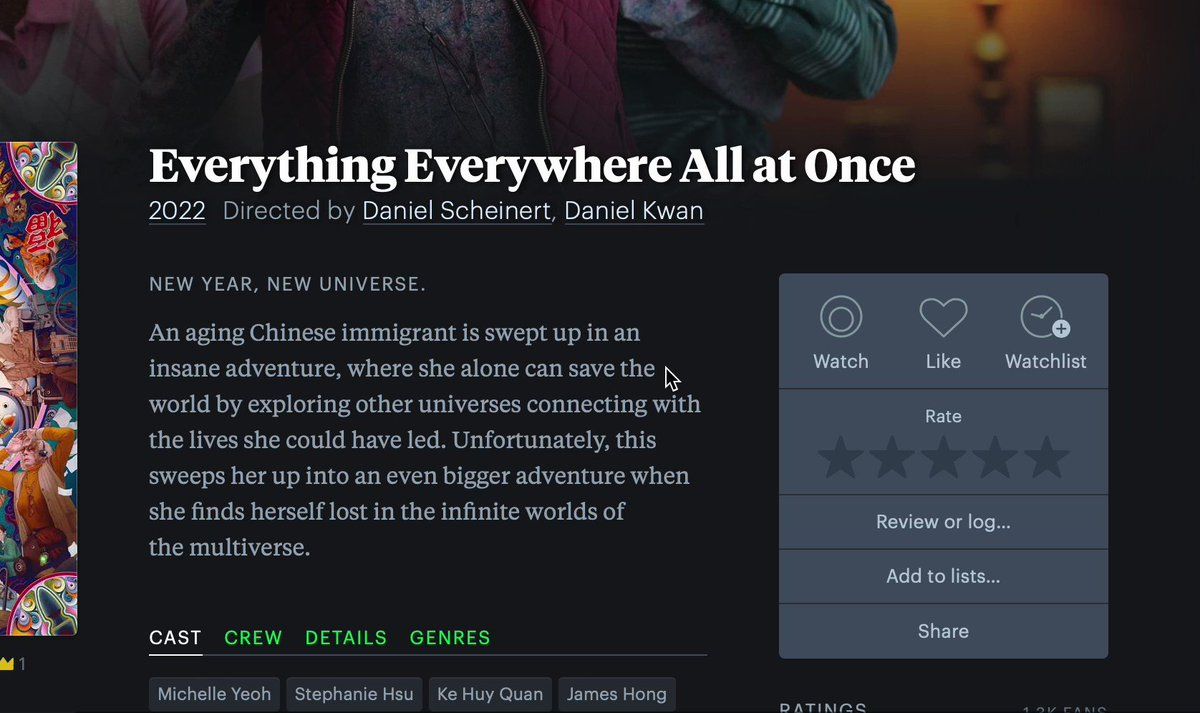 Everything Everywhere All at Once
2022 Directed by Daniel Scheinert, Daniel Kwan
NEW YEAR, NEW UNIVERSE.
An aging Chinese immigrant is swept up in an
insane adventure, where she alone can save the
world by exploring other universes connecting with
the lives she could have led. Unfortunately, this
sweeps her up into an even bigger adventure when
she finds herself lost in the infinite worlds of
the multiverse.
Watch Like Watchlist
Rate
Review or log...
Add to lists...
Share
CAST CREW DETAILS GENRES
1
Michelle Yeoh Stephanie Hsu Ke Huy Quan James Hong
RATINGS 1.3K FANS